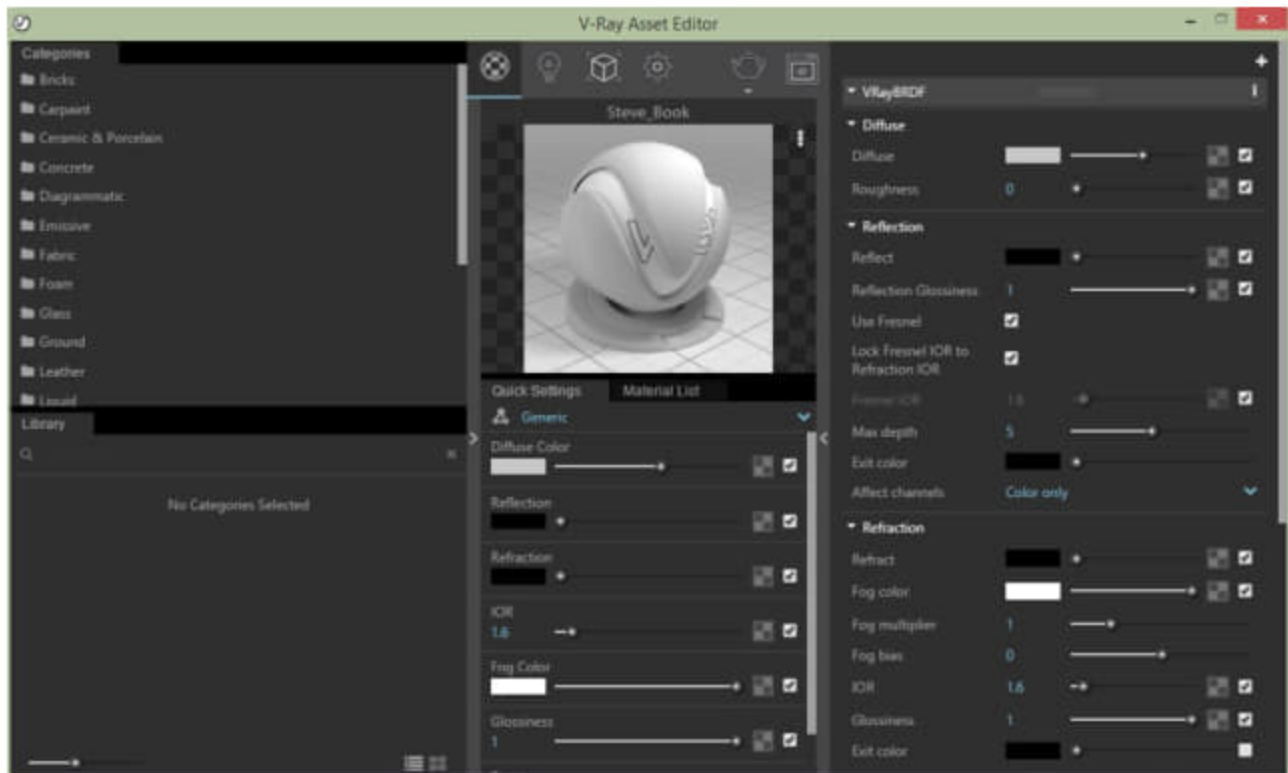 V-Ray Asset Editor
Categories
Bricks
Carpaint
Ceramic & Porcelain
Concrete
Diagrammatic
Emissive
Fabric
Foam
Glass
Ground
Leather
Liquid
Library
No Categories Selected
Steve_Book
Quick Settings
Material List
Generic
Diffuse Color
Reflection
Refraction
IOR
1.6
Fog Color
Glossiness
1
VRayBRDF
Diffuse
Diffuse
Roughness 0
Reflection
Reflect
Reflection Glossiness 1
Use Fresnel
Lock Fresnel IOR to
Refraction IOR
Fresnel IOR 1.6
Max depth 5
Exit color
Affect channels Color only
Refraction
Refract
Fog color
Fog multiplier 1
Fog bias 0
IOR 1.6
Glossiness 1
Exit color